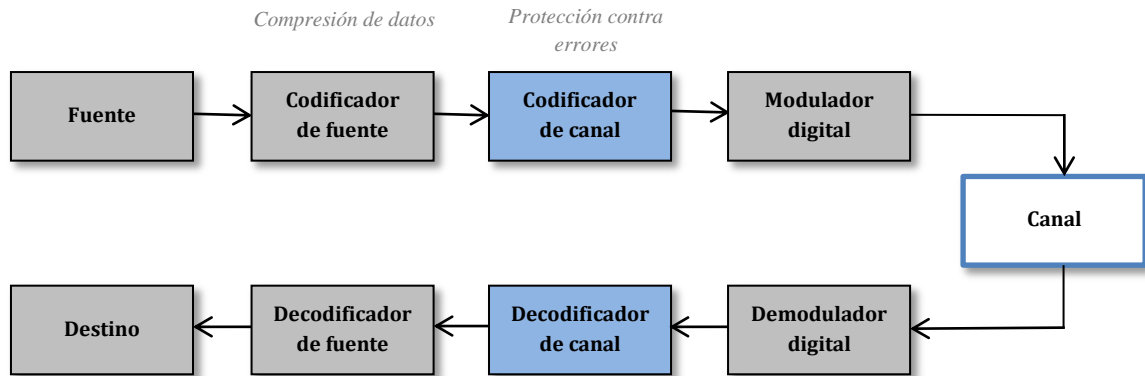 Compresión de datos
Protección contra
errores
Fuente
Codificador
de fuente
Codificador
de canal
Modulador
digital
Canal
Destino
Decodificador
de fuente
Decodificador
de canal
Demodulador
digital